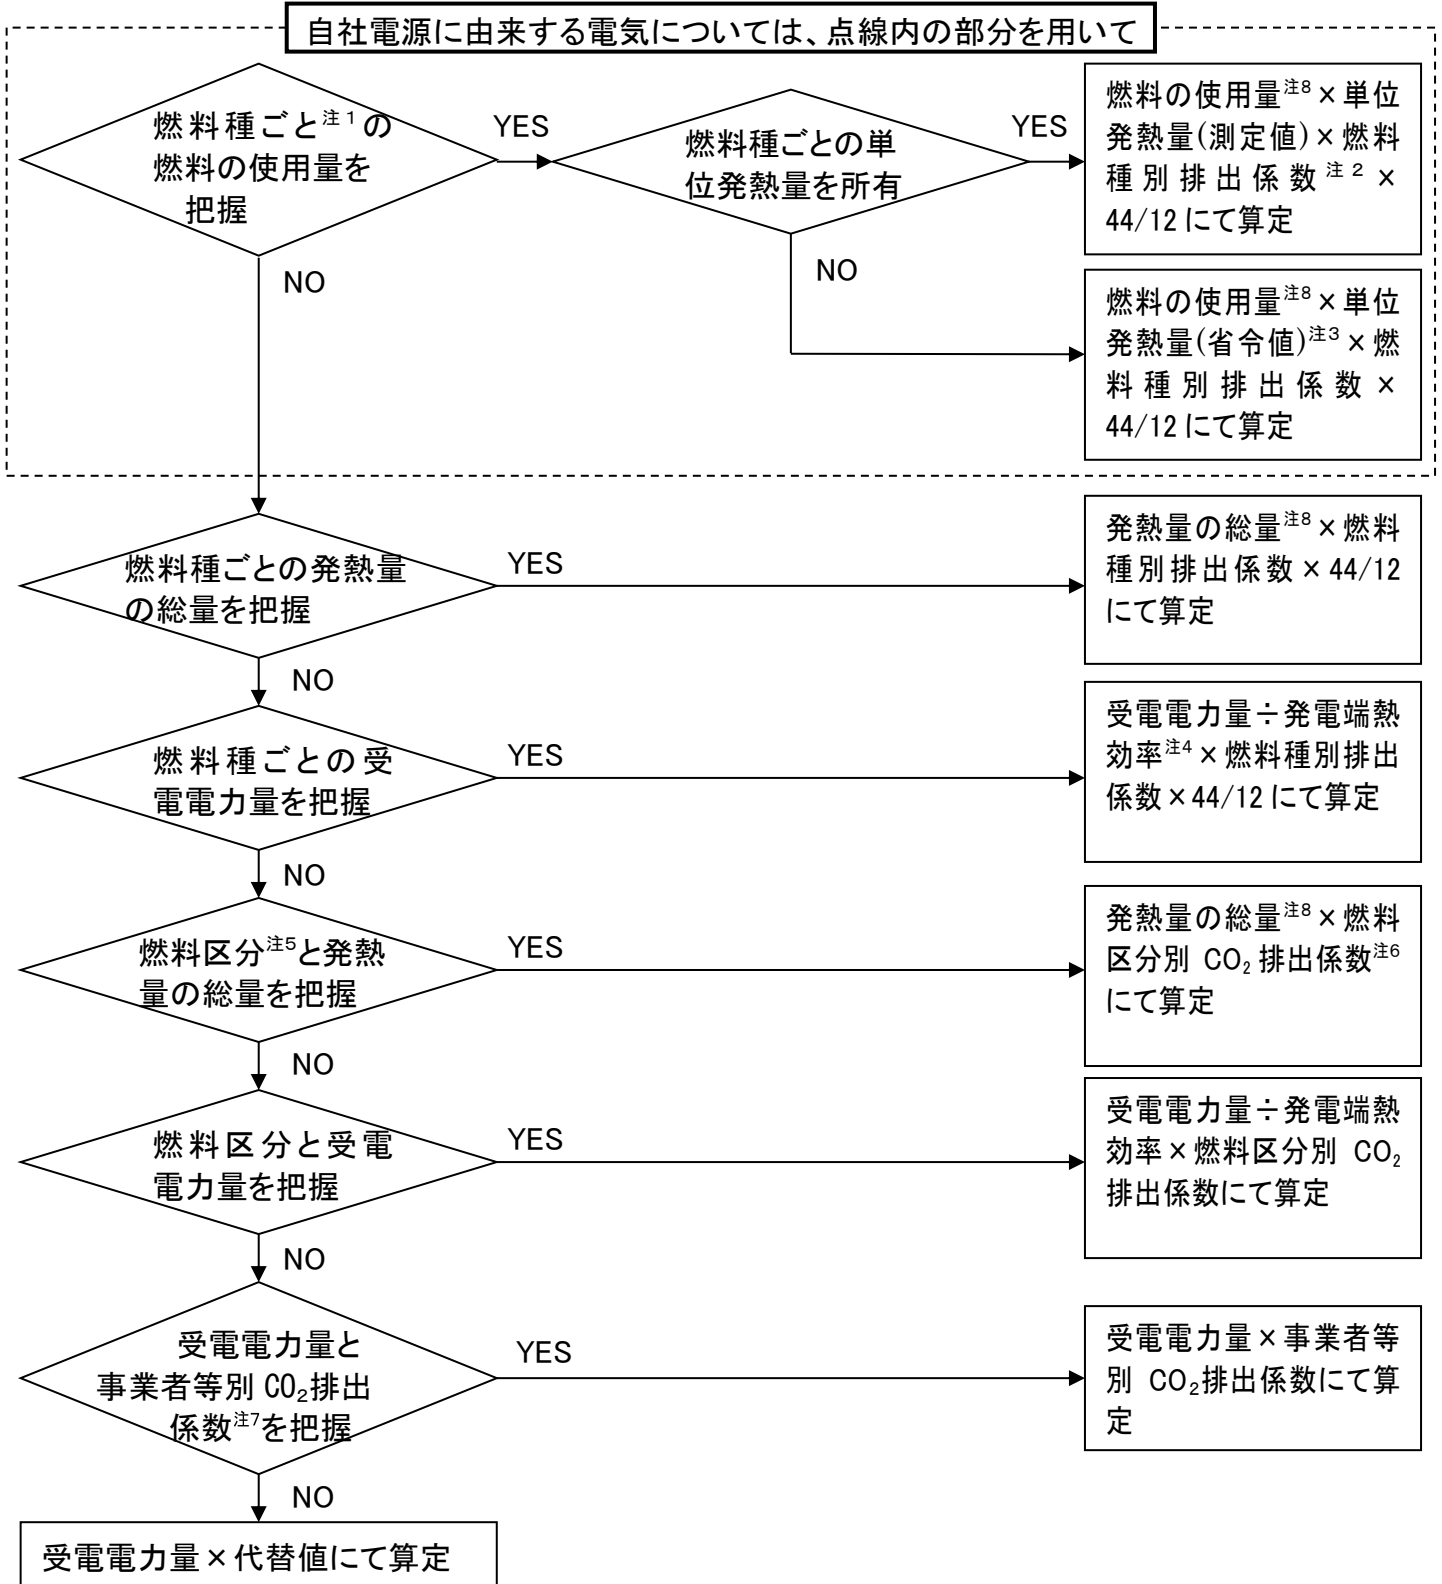 自社電源に由来する電気については、点線内の部分を用いて
燃料種ごと注1の
燃料の使用量を
把握
YES
燃料種ごとの単
位発熱量を所有
YES
燃料の使用量注8×単位
発熱量(測定値)×燃料
種別排出係数注2×
44/12にて算定
NO
NO
燃料の使用量注8×単位
発熱量(省令値)注3×燃
料種別排出係数×
44/12にて算定
燃料種ごとの発熱量
の総量を把握
YES
発熱量の総量注8×燃料
種別排出係数×44/12
にて算定
NO
燃料種ごとの受
電電力量を把握
YES
受電電力量÷発電端熱
効率注4×燃料種別排出
係数×44/12にて算定
NO
燃料区分注5と発熱
量の総量を把握
YES
発熱量の総量注8×燃料
区分別 CO₂排出係数注6
にて算定
NO
燃料区分と受電
電力量を把握
YES
受電電力量÷発電端熱
効率×燃料区分別 CO₂
排出係数にて算定
NO
受電電力量と
事業者等別CO₂排出
係数注7を把握
YES
受電電力量×事業者等
別 CO₂排出係数にて算
定
NO
受電電力量×代替値にて算定